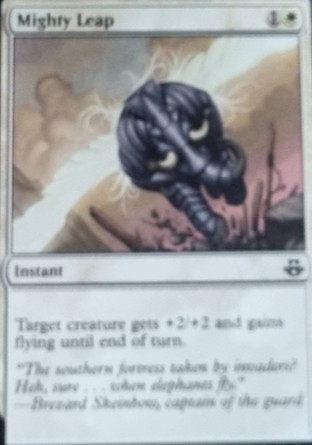 Mighty Leap 1
Instant
Target creature gets +2/+2 and gains
flying until end of turn.
"The southern fortress taken by invaders?
Heh, sure . . . when elephants fly."
—Brezard Skeinbow, captain of the guard